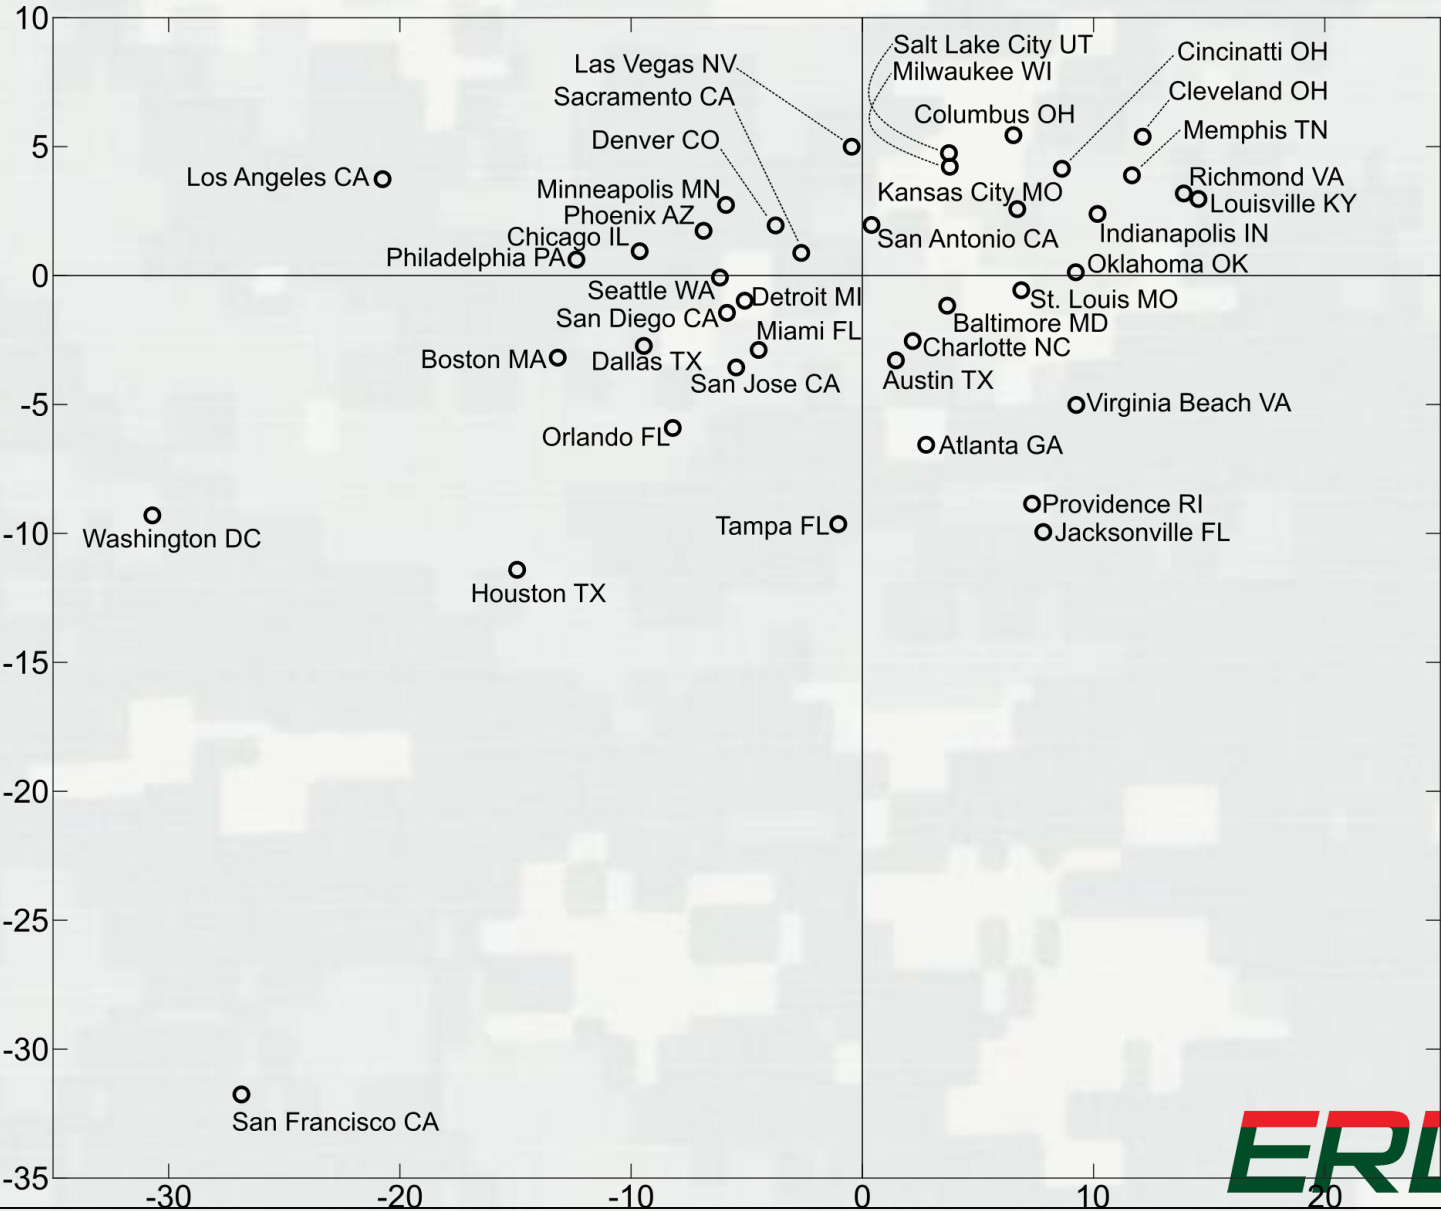 10
Salt Lake City UT
Cincinatti OH
Las Vegas NV
Milwaukee WI
Sacramento CA
Cleveland OH
Columbus OH
Memphis TN
Denver CO
5
Los Angeles CA
Richmond VA
Minneapolis MN
Kansas City MO
Louisville KY
Phoenix AZ
Chicago IL
San Antonio CA
Indianapolis IN
Philadelphia PA
Oklahoma OK
0
Seattle WA
Detroit MI
St. Louis MO
San Diego CA
Baltimore MD
Miami FL
Charlotte NC
Boston MA
Dallas TX
San Jose CA
Austin TX
-5
Virginia Beach VA
Orlando FL
Atlanta GA
Providence RI
Tampa FL
Jacksonville FL
-10
Washington DC
Houston TX
-15
-20
-25
-30
San Francisco CA
-35
-30 -20 -10 0 10 20